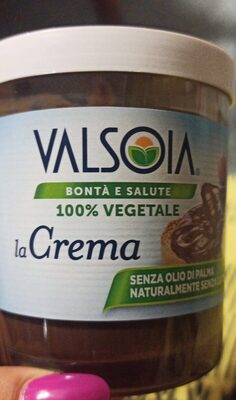 VALSOIA®
BONTÀ E SALUTE
100% VEGETALE
la Crema
SENZA OLIO DI PALMA
NATURALMENTE SENZA